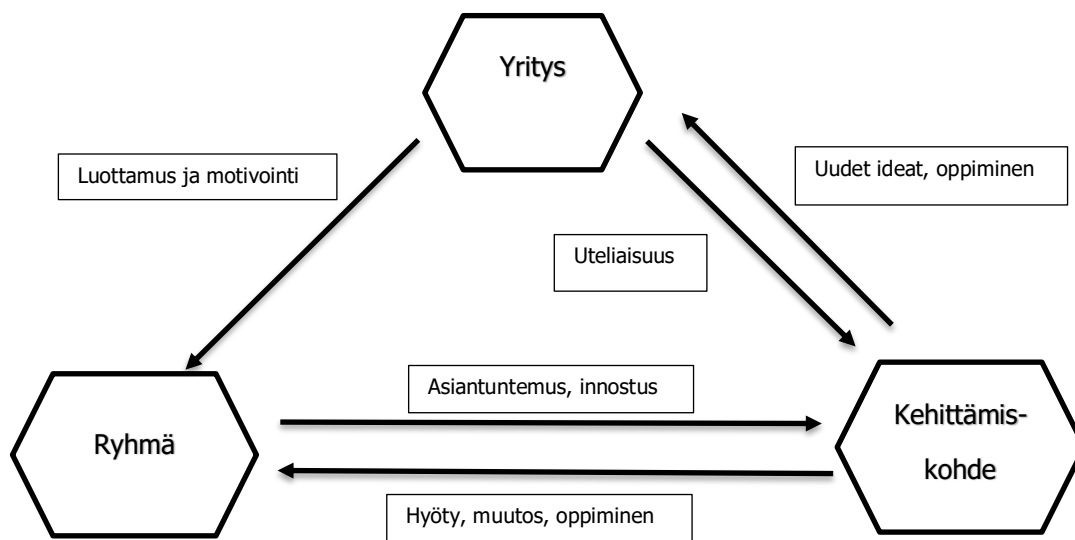 Yritys
Luottamus ja motivointi
Uudet ideat, oppiminen
Uteliaisuus
Asiantuntemus, innostus
Ryhmä
Kehittämis-
kohde
Hyöty, muutos, oppiminen